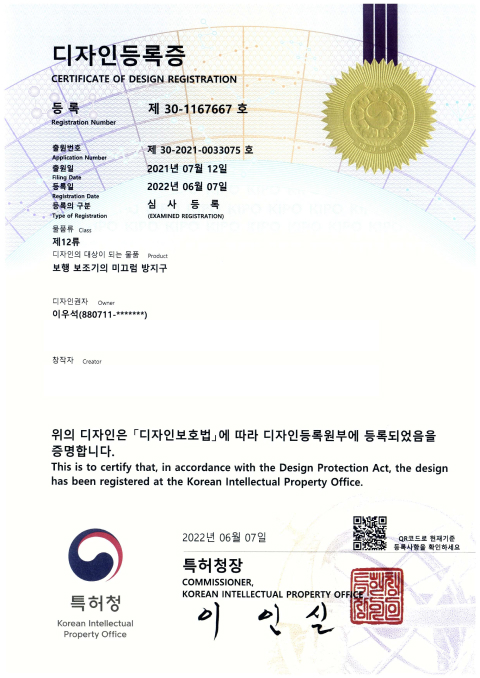 디자인등록증
CERTIFICATE OF DESIGN REGISTRATION
등 록 제 30-1167667 호
Registration Number
출원번호 제 30-2021-0033075 호
Application Number
출원일 2021년 07월 12일
Filing Date
등록일 2022년 06월 07일
Registration Date
등록의 구분 심 사 등 록
Type of Registration (EXAMINED REGISTRATION)
물품류 Class
제12류
디자인의 대상이 되는 물품 Product
보행 보조기의 미끄럼 방지구
디자인권자 Owner
이우석(880711-*******)
창작자 Creator
위의 디자인은 「디자인보호법」에 따라 디자인등록원부에 등록되었음을
증명합니다.
This is to certify that, in accordance with the Design Protection Act, the design
has been registered at the Korean Intellectual Property Office.
2022년 06월 07일
QR코드로 현재기준
등록사항을 확인하세요
특허청장
COMMISSIONER,
KOREAN INTELLECTUAL PROPERTY OFFICE
이 인 실
특허청
Korean Intellectual
Property Office